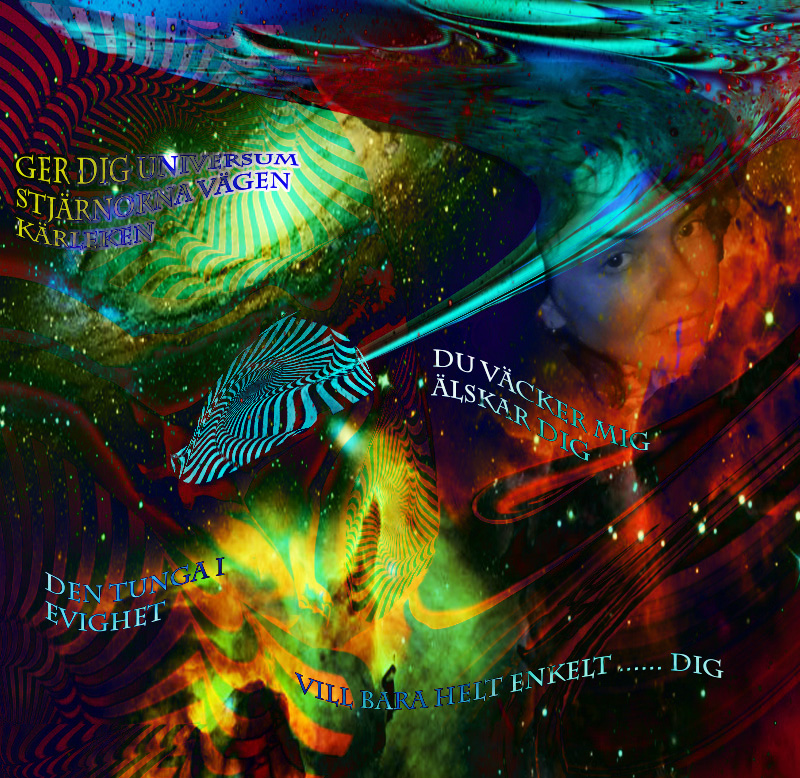 GER DIG UNIVERSUM
STJÄRNORNA VÄGEN
KÄRLEKEN
DU VÄCKER MIG
ÄLSKAR DIG
DEN TUNGA I
EVIGHET
VILL BARA HELT ENKELT ...... DIG